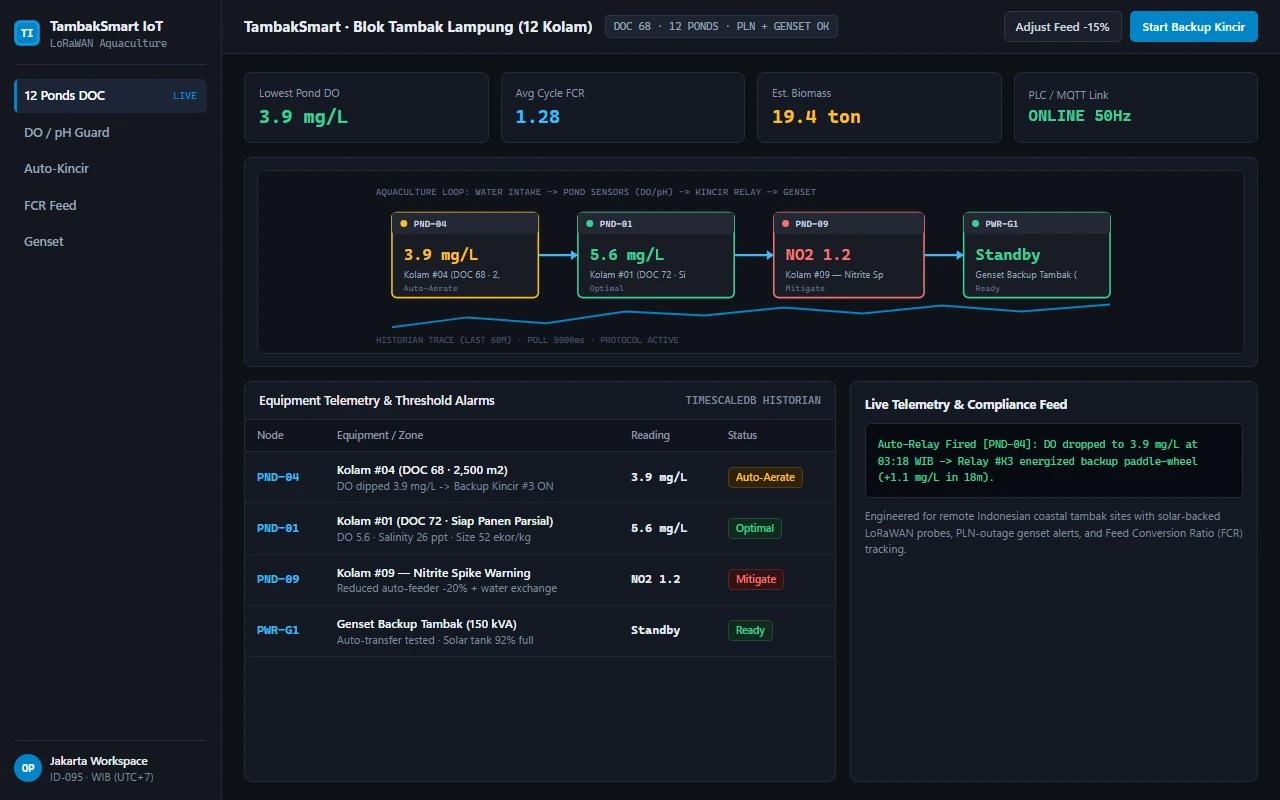 TI
TambakSmart IoT
LoRaWAN Aquaculture
12 Ponds DOC LIVE
DO / pH Guard
Auto-Kincir
FCR Feed
Genset
OP
Jakarta Workspace
ID-095 · WIB (UTC+7)
TambakSmart · Blok Tambak Lampung (12 Kolam)
DOC 68 · 12 PONDS · PLN + GENSET OK
Adjust Feed -15%
Start Backup Kincir
Lowest Pond DO
3.9 mg/L
Avg Cycle FCR
1.28
Est. Biomass
19.4 ton
PLC / MQTT Link
ONLINE 50Hz
AQUACULTURE LOOP: WATER INTAKE -> POND SENSORS (DO/pH) -> KINCIR RELAY -> GENSET
PND-04
3.9 mg/L
Kolam #04 (DOC 68 · 2,
Auto-Aerate
PND-01
5.6 mg/L
Kolam #01 (DOC 72 · Si
Optimal
PND-09
NO2 1.2
Kolam #09 — Nitrite Sp
Mitigate
PWR-G1
Standby
Genset Backup Tambak (
Ready
HISTORIAN TRACE (LAST 60M) · POLL 5000ms · PROTOCOL ACTIVE
Equipment Telemetry & Threshold Alarms
TIMESCALEDB HISTORIAN
Node Equipment / Zone Reading Status
PND-04 Kolam #04 (DOC 68 · 2,500 m2) 3.9 mg/L Auto-Aerate
DO dipped 3.9 mg/L -> Backup Kincir #3 ON
PND-01 Kolam #01 (DOC 72 · Siap Panen Parsial) 5.6 mg/L Optimal
DO 5.6 · Salinity 26 ppt · Size 52 ekor/kg
PND-09 Kolam #09 — Nitrite Spike Warning NO2 1.2 Mitigate
Reduced auto-feeder -20% + water exchange
PWR-G1 Genset Backup Tambak (150 kVA) Standby Ready
Auto-transfer tested · Solar tank 92% full
Live Telemetry & Compliance Feed
Auto-Relay Fired [PND-04]: DO dropped to 3.9 mg/L at
03:18 WIB -> Relay #K3 energized backup paddle-wheel
(+1.1 mg/L in 18m).
Engineered for remote Indonesian coastal tambak sites with solar-backed
LoRaWAN probes, PLN-outage genset alerts, and Feed Conversion Ratio (FCR)
tracking.